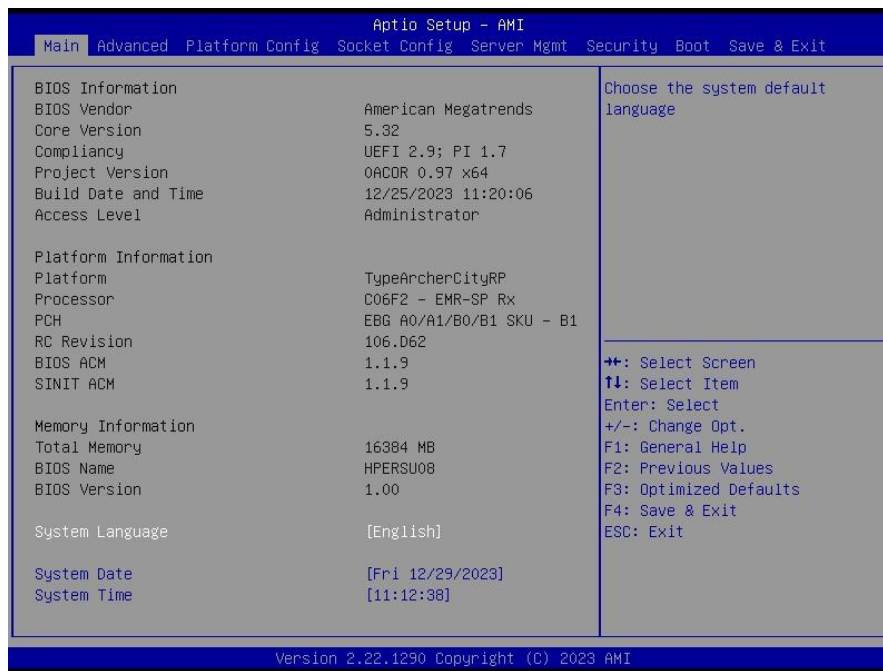 Aptio Setup – AMI
Main Advanced Platform Config Socket Config Server Mgmt Security Boot Save & Exit
BIOS Information
BIOS Vendor American Megatrends
Core Version 5.32
Compliancy UEFI 2.9; PI 1.7
Project Version 0ACOR 0.97 x64
Build Date and Time 12/25/2023 11:20:06
Access Level Administrator
Platform Information
Platform TypeArcherCityRP
Processor C06F2 – EMR-SP Rx
PCH EBG A0/A1/B0/B1 SKU – B1
RC Revision 106.D62
BIOS ACM 1.1.9
SINIT ACM 1.1.9
Memory Information
Total Memory 16384 MB
BIOS Name HPERSU08
BIOS Version 1.00
System Language [English]
System Date [Fri 12/29/2023]
System Time [11:12:38]
Choose the system default
language
→←: Select Screen
↑↓: Select Item
Enter: Select
+/-: Change Opt.
F1: General Help
F2: Previous Values
F3: Optimized Defaults
F4: Save & Exit
ESC: Exit
Version 2.22.1290 Copyright (C) 2023 AMI